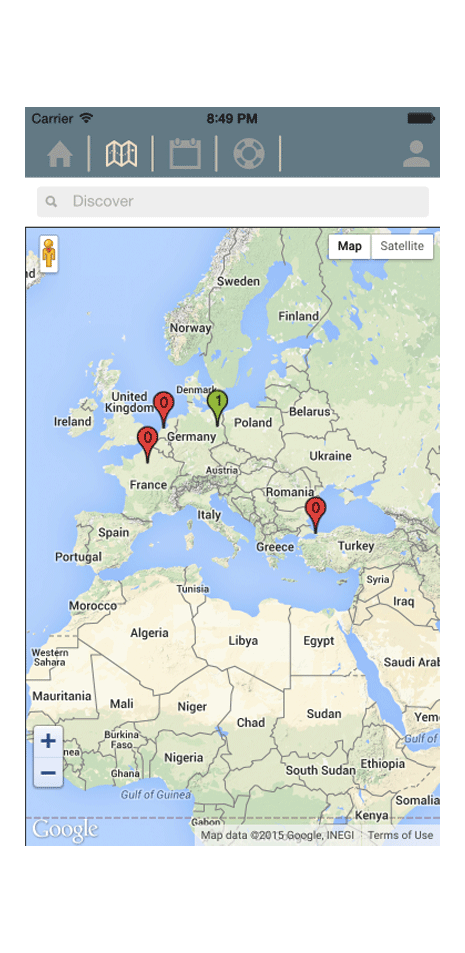 Carrier 8:49 PM
Discover
Map Satellite
Sweden
Finland
Norway
Denmark
United
Kingdom
0
1
Ireland
Belarus
Poland
0
Germany
Ukraine
Austria
France
Romania
0
Italy
Spain
Greece
Turkey
Portugal
Syria
Tunisia
Iraq
Morocco
Algeria
Libya
Egypt
Western
Sahara
Saudi Arab
Mauritania
Mali
Niger
Sudan
Chad
Yeme
Burkina
Faso
Gulf of
nea
Nigeria
Ethiopia
Ghana
South Sudan
Gulf of Guinea
Somalia
Kenya
Gabon
Google
Map data ©2015 Google, INEGI Terms of Use